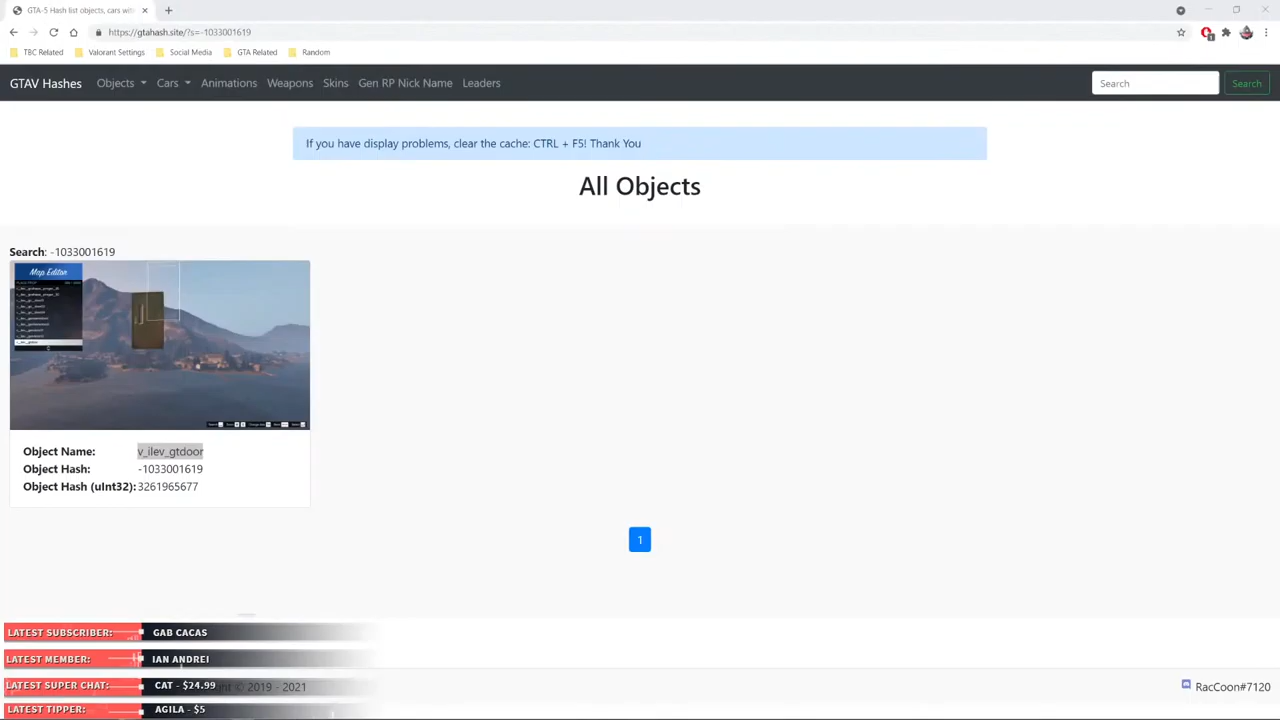 GTA-5 Hash list objects, cars with
https://gtahash.site/?s=-1033001619
TBC Related
Valorant Settings
Social Media
GTA Related
Random
GTAV Hashes
Objects
Cars
Animations
Weapons
Skins
Gen RP Nick Name
Leaders
Search
Search
If you have display problems, clear the cache: CTRL + F5! Thank You
All Objects
Search: -1033001619
Map Editor
Object Name: v_ilev_gtdoor
Object Hash: -1033001619
Object Hash (uInt32): 3261965677
1
LATEST SUBSCRIBER: GAB CACAS
LATEST MEMBER: IAN ANDREI
LATEST SUPER CHAT: CAT - $24.99
© 2019 - 2021
RacCoon#7120
LATEST TIPPER: AGILA - $5